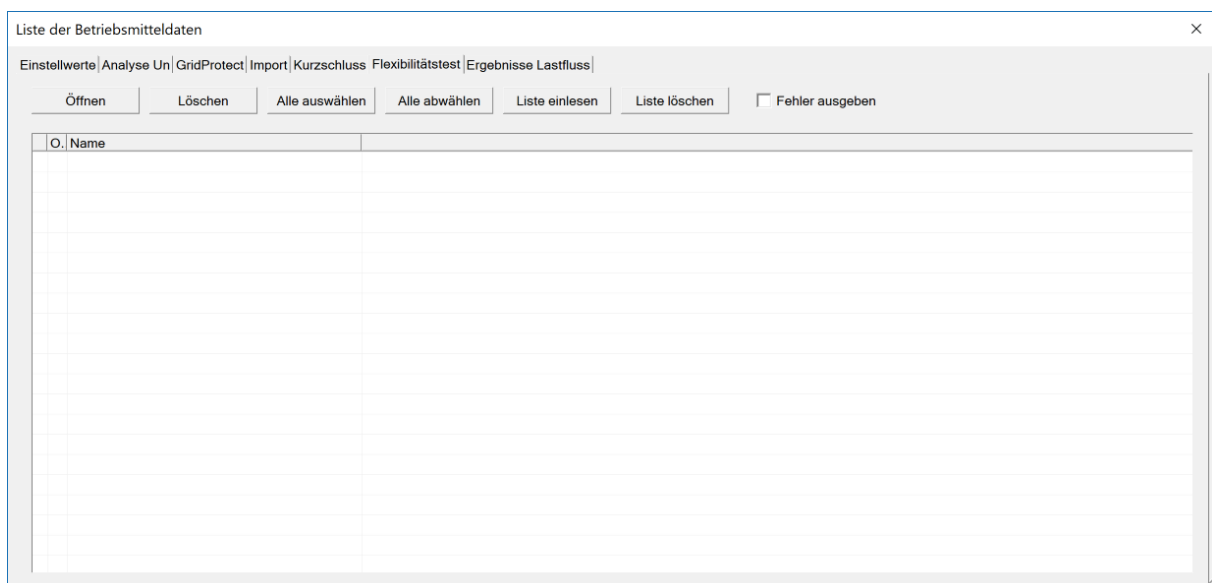 Liste der Betriebsmitteldaten
Einstellwerte Analyse Un GridProtect Import Kurzschluss Flexibilitätstest Ergebnisse Lastfluss
Öffnen Löschen Alle auswählen Alle abwählen Liste einlesen Liste löschen Fehler ausgeben
O. Name